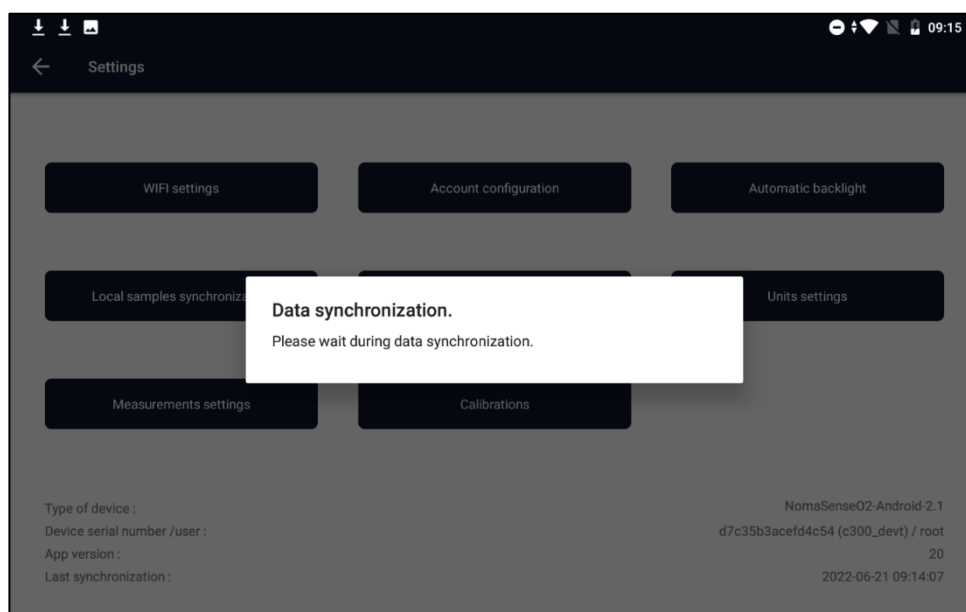 09:15
Settings
WIFI settings
Account configuration
Automatic backlight
Local samples synchroniza
Units settings
Data synchronization.
Please wait during data synchronization.
Measurements settings
Calibrations
Type of device :
NomaSenseO2-Android-2.1
Device serial number /user :
d7c35b3acefd4c54 (c300_devt) / root
App version :
20
Last synchronization :
2022-06-21 09:14:07